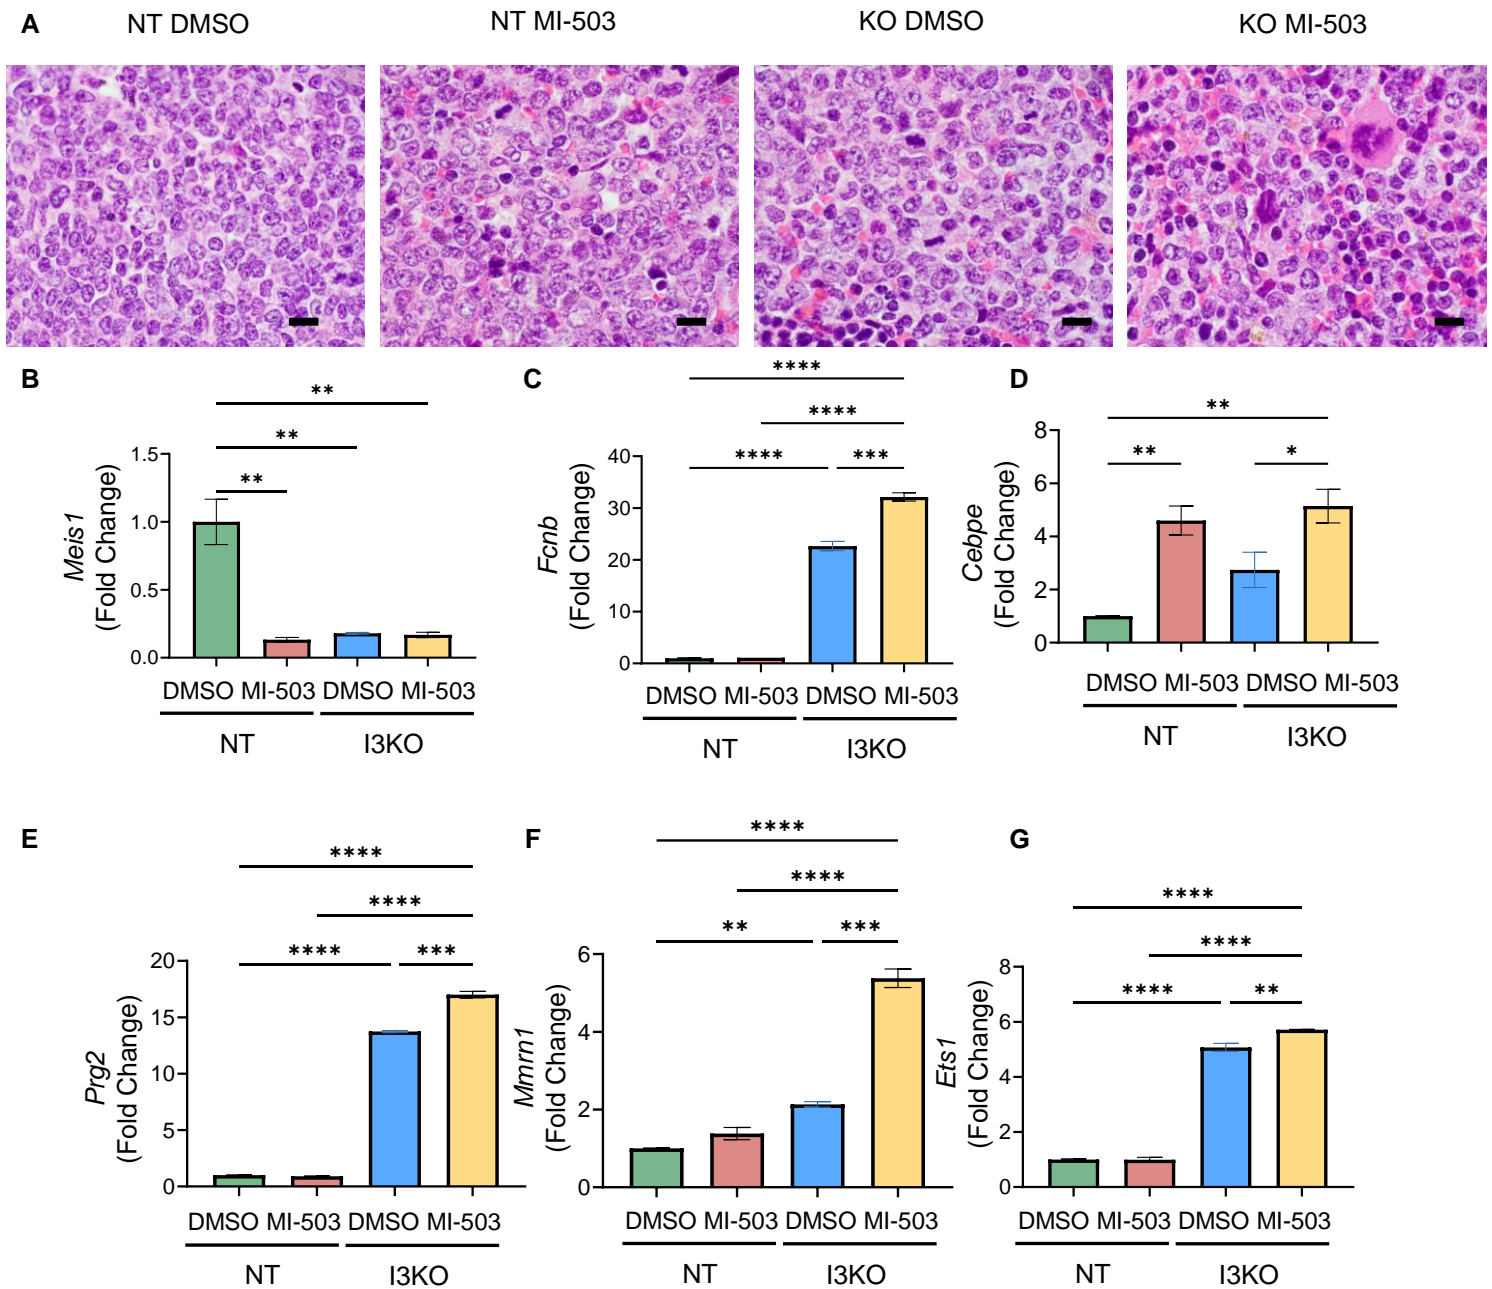 A NT DMSO NT MI-503 KO DMSO KO MI-503
B
Meis1
(Fold Change)
1.5
1.0
0.5
0.0
**
**
**
DMSO MI-503 DMSO MI-503
NT I3KO
C
Fcnb
(Fold Change)
40
30
20
10
0
****
****
**** ***
DMSO MI-503 DMSO MI-503
NT I3KO
D
Cebpe
(Fold Change)
8
6
4
2
0
**
** *
DMSO MI-503 DMSO MI-503
NT I3KO
E
Prg2
(Fold Change)
20
15
10
5
0
****
****
**** ***
DMSO MI-503 DMSO MI-503
NT I3KO
F
Mmrn1
(Fold Change)
6
4
2
0
****
****
** ***
DMSO MI-503 DMSO MI-503
NT I3KO
G
Ets1
(Fold Change)
8
6
4
2
0
****
****
**** **
DMSO MI-503 DMSO MI-503
NT I3KO